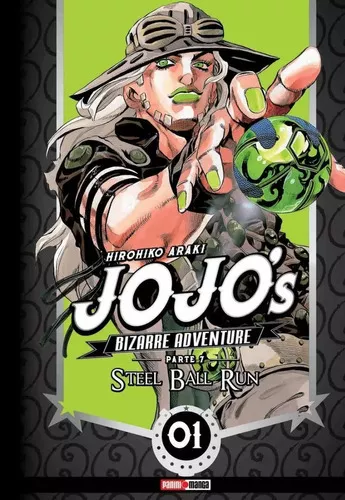 HIROHIKO ARAKI
JOJO's
BIZARRE ADVENTURE
PARTE 7
STEEL BALL RUN
01
PANINI MANGA